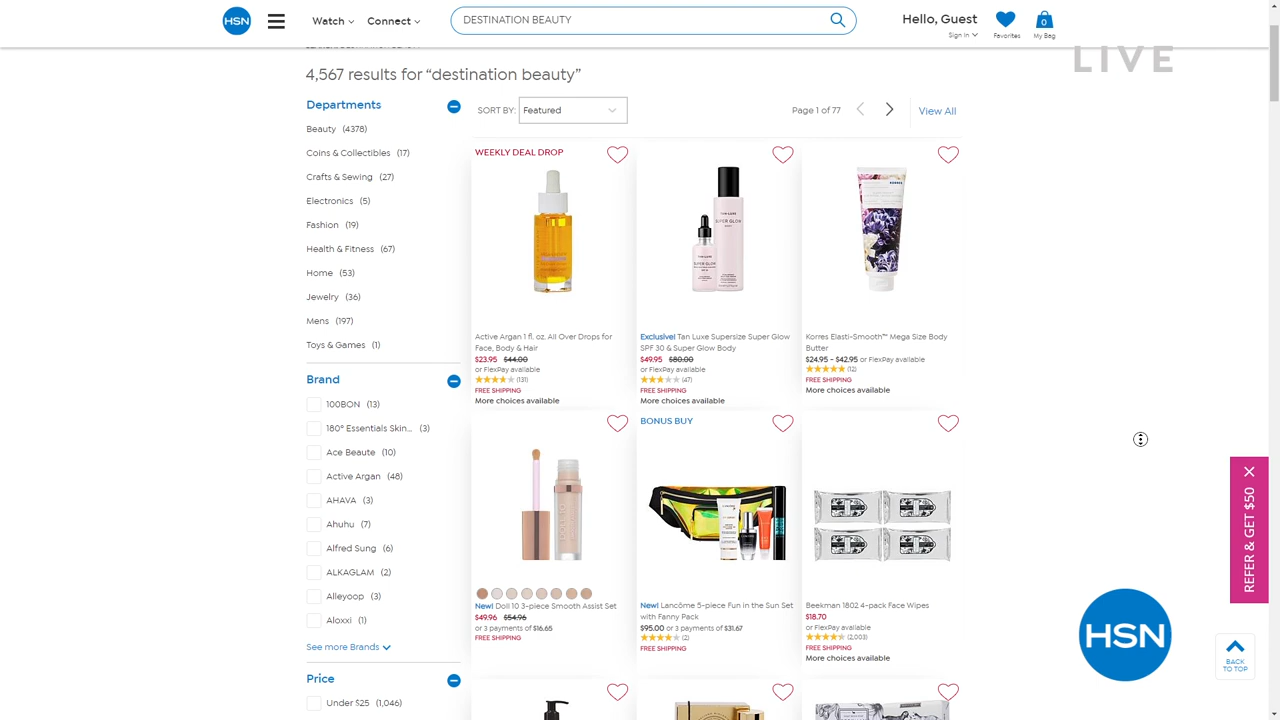 HSN
Watch
Connect
DESTINATION BEAUTY
Hello, Guest
Sign In
Favorites
0
My Bag
LIVE
4,567 results for “destination beauty”
Departments
Beauty (4378)
Coins & Collectibles (17)
Crafts & Sewing (27)
Electronics (5)
Fashion (19)
Health & Fitness (67)
Home (53)
Jewelry (36)
Mens (197)
Toys & Games (1)
Brand
100BON (13)
180° Essentials Skin... (3)
Ace Beaute (10)
Active Argan (48)
AHAVA (3)
Ahuhu (7)
Alfred Sung (6)
ALKAGLAM (2)
Alleyoop (3)
Aloxxi (1)
See more Brands
Price
Under $25 (1,046)
SORT BY: Featured
Page 1 of 77
View All
WEEKLY DEAL DROP
Active Argan 1 fl. oz. All Over Drops for
Face, Body & Hair
$23.95 $44.00
or FlexPay available
(131)
FREE SHIPPING
More choices available
TAN-LUXE
SUPER GLOW
SUPER GLOW
Exclusive! Tan Luxe Supersize Super Glow
SPF 30 & Super Glow Body
$49.95 $80.00
or FlexPay available
(47)
FREE SHIPPING
More choices available
KORRES
Korres Elasti-Smooth™ Mega Size Body
Butter
$24.95 - $42.95 or FlexPay available
(12)
FREE SHIPPING
More choices available
New! Doll 10 3-piece Smooth Assist Set
$49.96 $54.96
or 3 payments of $16.65
FREE SHIPPING
BONUS BUY
New! Lancôme 5-piece Fun in the Sun Set
with Fanny Pack
$95.00 or 3 payments of $31.67
(2)
FREE SHIPPING
Beekman 1802 4-pack Face Wipes
$18.70
or FlexPay available
(2,003)
FREE SHIPPING
More choices available
REFER & GET $50
HSN
BACK
TO TOP